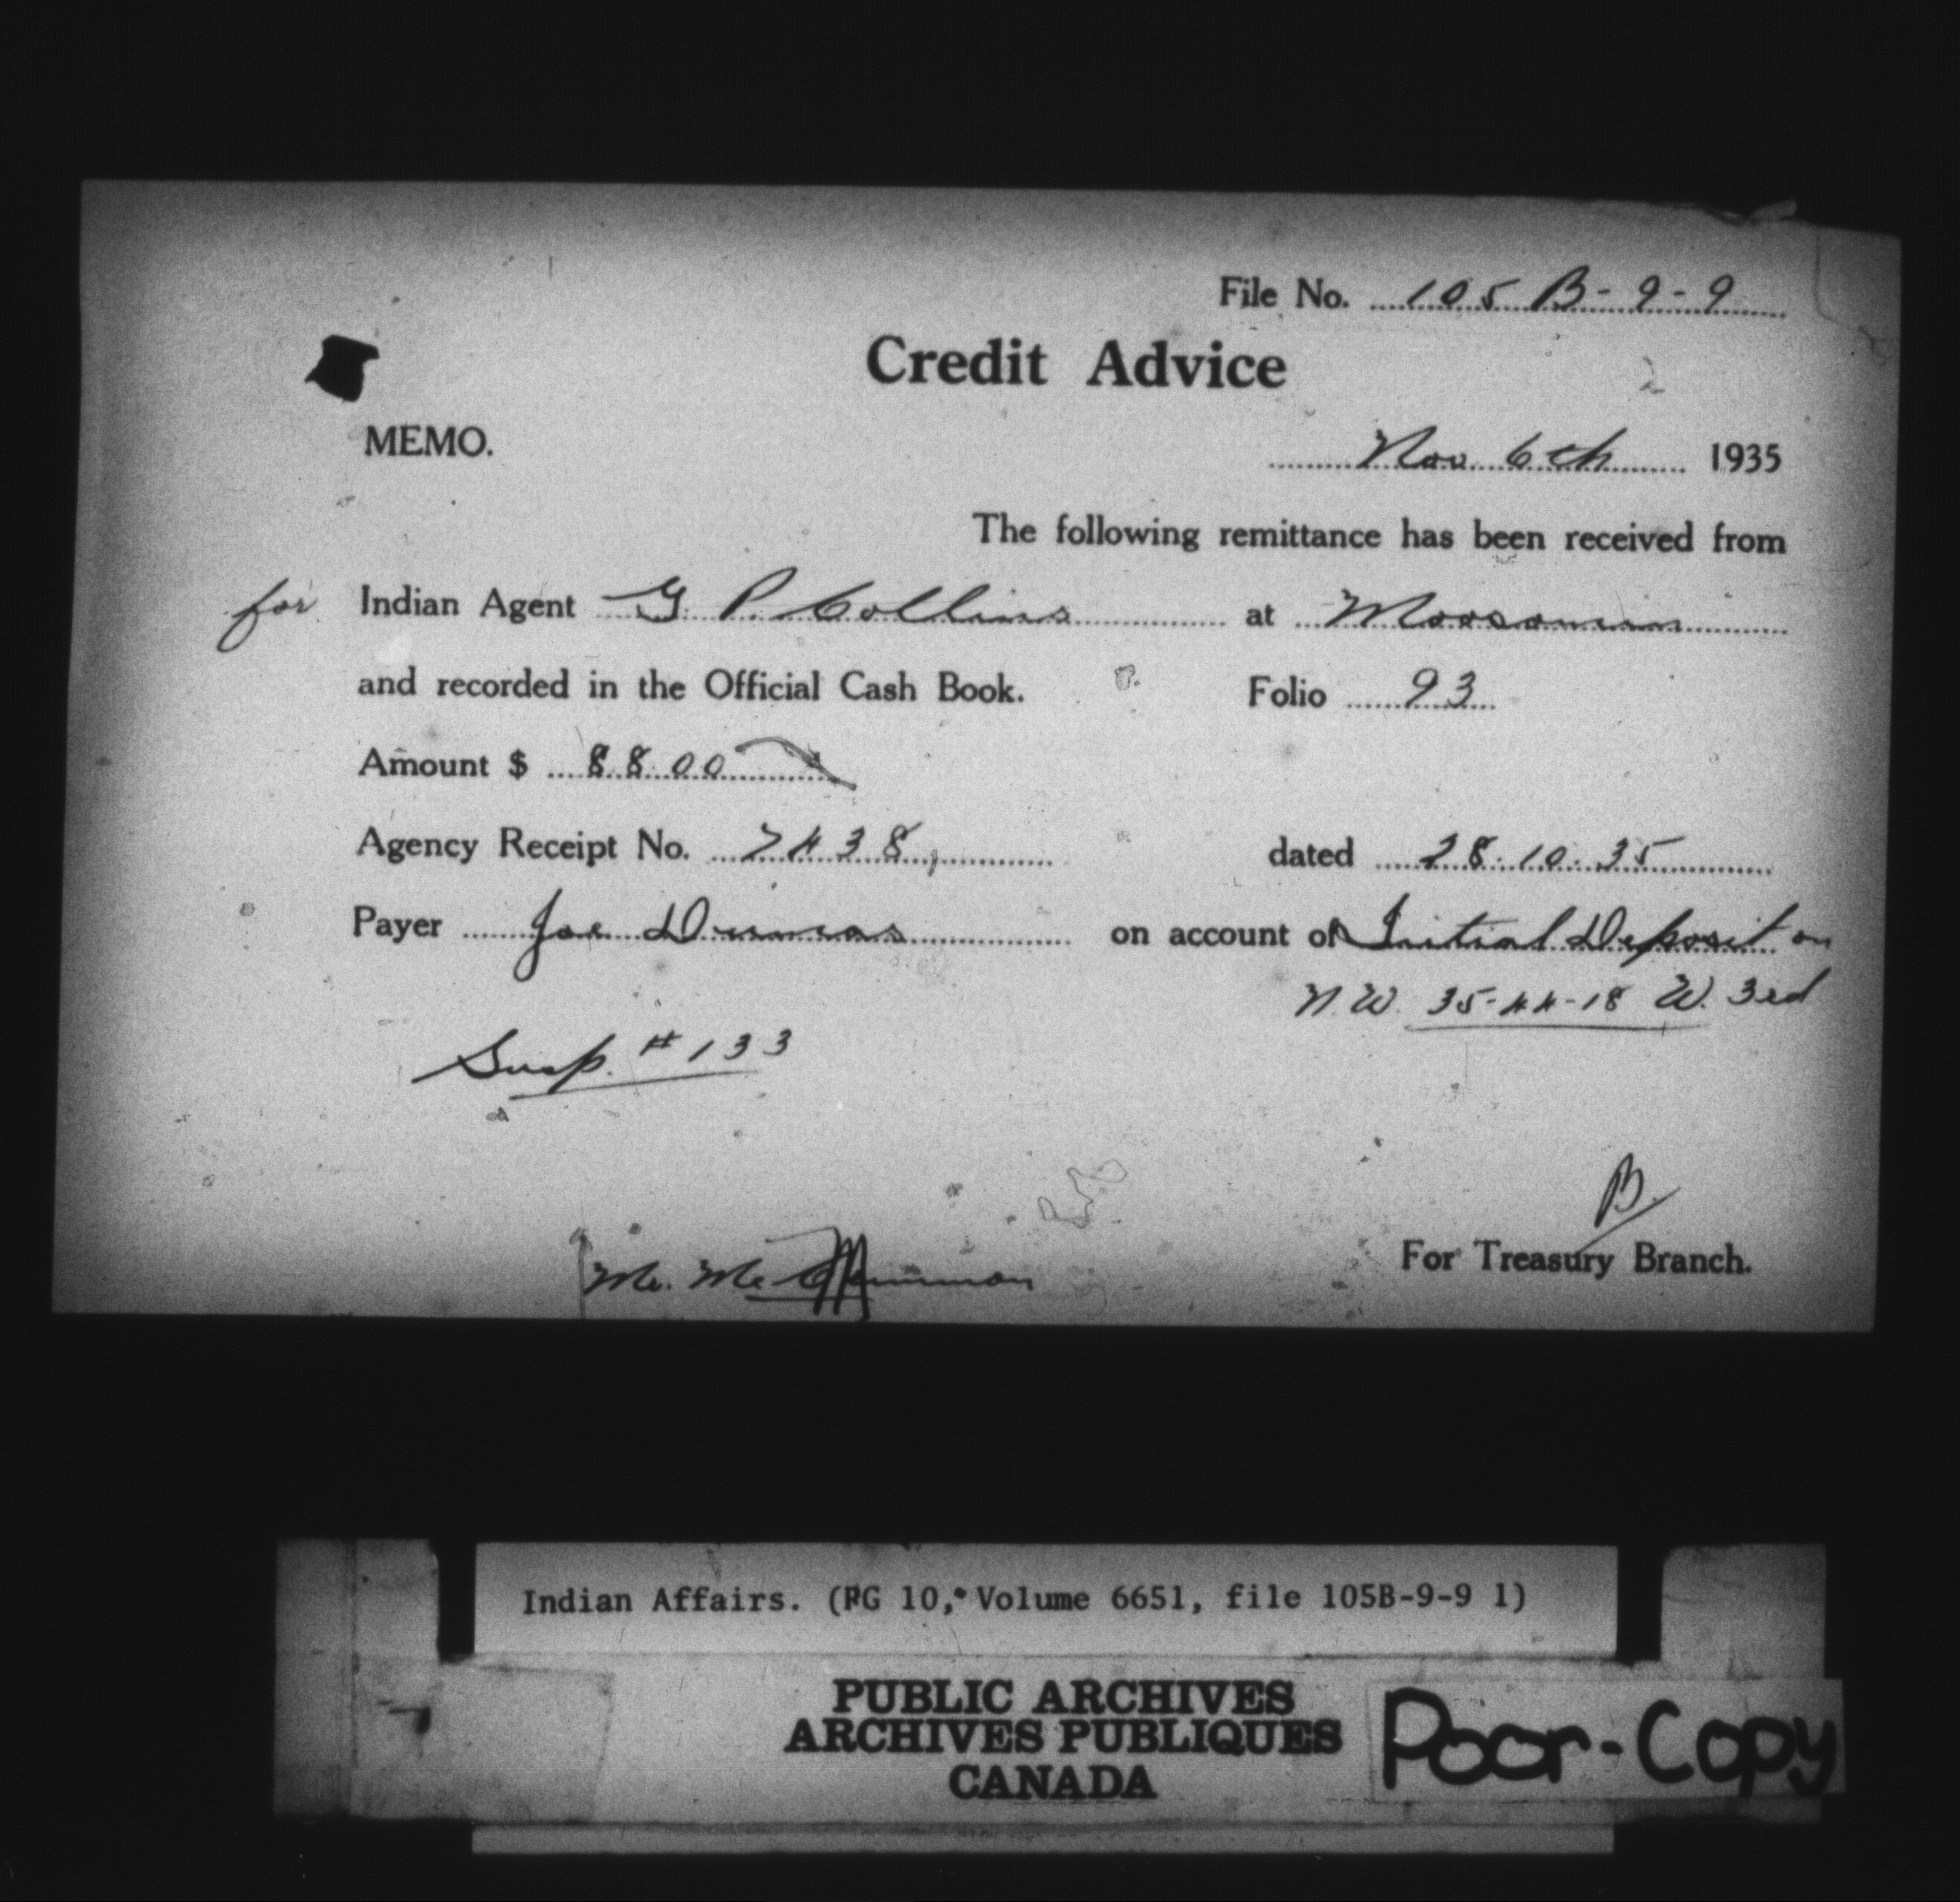 File No. 105 B-9-9
Credit Advice
MEMO.
Nov 6th 1935
The following remittance has been received from
for Indian Agent G. P. Collins at Moosomin
and recorded in the Official Cash Book. Folio 93
Amount $ 88.00
Agency Receipt No. 7438 dated 28.10.35
Payer Joe on account of Initial Deposit on
N.W. 35-44-18 W. 3rd
Susp. # 133
B.
Mr. Mc
For Treasury Branch.
Indian Affairs. (RG 10, Volume 6651, file 105B-9-9 1)
PUBLIC ARCHIVES
ARCHIVES PUBLIQUES
CANADA
Poor-Copy